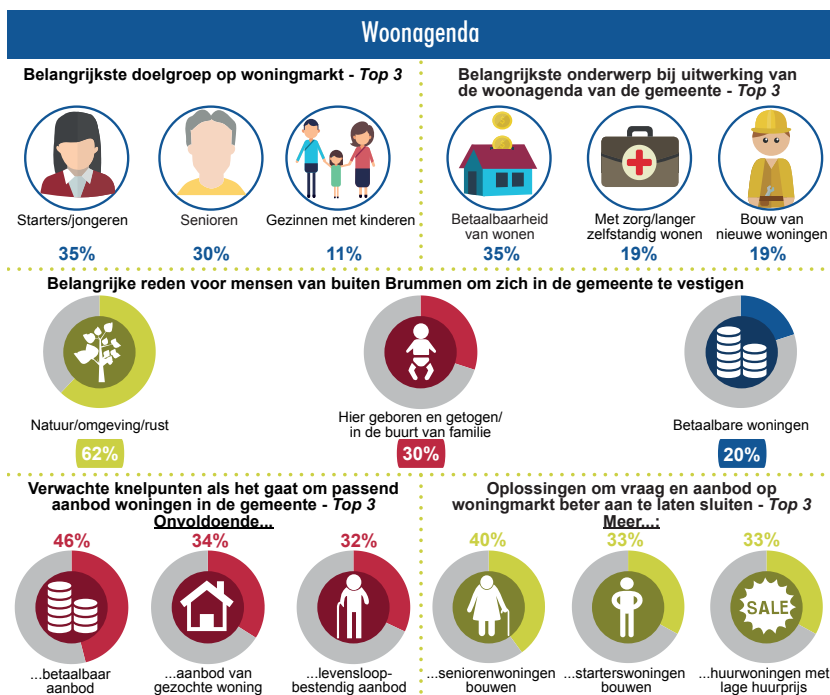 Woonagenda
Belangrijkste doelgroep op woningmarkt - Top 3
Starters/jongeren
35%
Senioren
30%
Gezinnen met kinderen
11%
Belangrijkste onderwerp bij uitwerking van
de woonagenda van de gemeente - Top 3
Betaalbaarheid
van wonen
35%
Met zorg/langer
zelfstandig wonen
19%
Bouw van
nieuwe woningen
19%
Belangrijke reden voor mensen van buiten Brummen om zich in de gemeente te vestigen
Natuur/omgeving/rust
62%
Hier geboren en getogen/
in de buurt van familie
30%
Betaalbare woningen
20%
Verwachte knelpunten als het gaat om passend
aanbod woningen in de gemeente - Top 3
Onvoldoende...
46%
...betaalbaar
aanbod
34%
...aanbod van
gezochte woning
32%
...levensloop-
bestendig aanbod
Oplossingen om vraag en aanbod op
woningmarkt beter aan te laten sluiten - Top 3
Meer...:
40%
...seniorenwoningen
bouwen
33%
...starterswoningen
bouwen
33%
SALE
...huurwoningen met
lage huurprijs